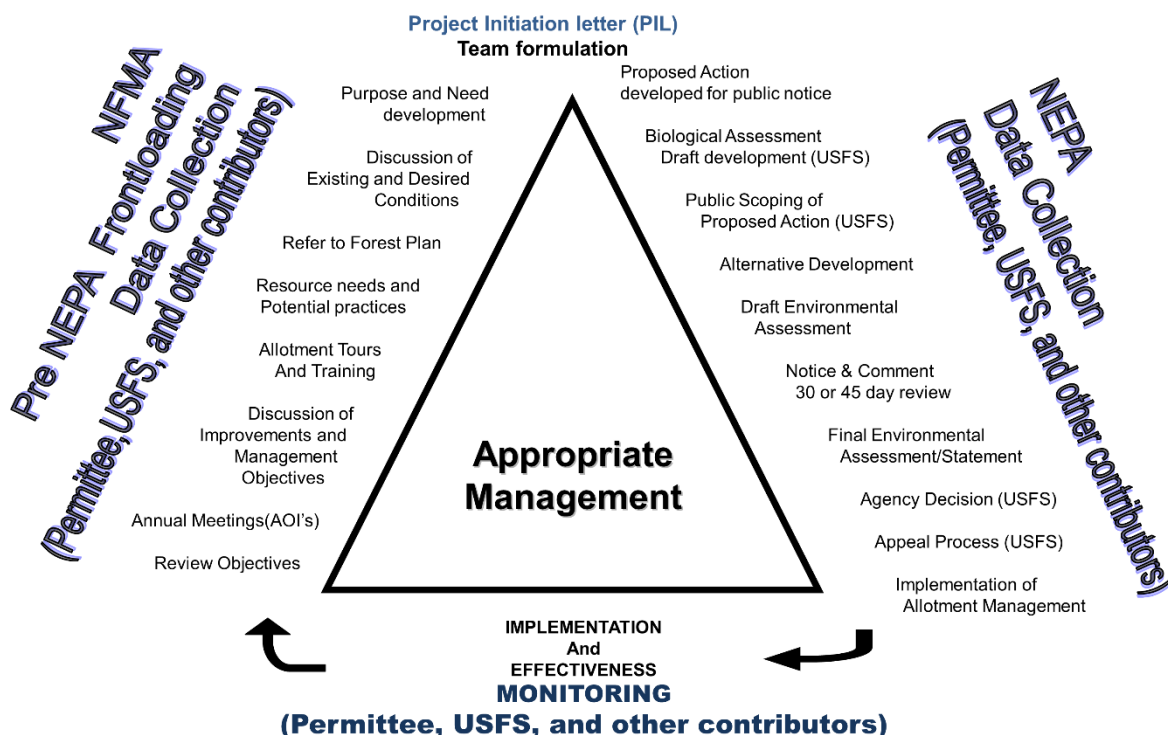 Project Initiation letter (PIL)
Team formulation
NFMA
Pre NEPA Frontloading
Data Collection
(Permittee,USFS, and other contributors)
Purpose and Need
development
Discussion of
Existing and Desired
Conditions
Refer to Forest Plan
Resource needs and
Potential practices
Allotment Tours
And Training
Discussion of
Improvements and
Management
Objectives
Annual Meetings(AOI's)
Review Objectives
Appropriate
Management
Proposed Action
developed for public notice
Biological Assessment
Draft development (USFS)
Public Scoping of
Proposed Action (USFS)
Alternative Development
Draft Environmental
Assessment
Notice & Comment
30 or 45 day review
Final Environmental
Assessment/Statement
Agency Decision (USFS)
Appeal Process (USFS)
Implementation of
Allotment Management
NEPA
Data Collection
(Permittee, USFS, and other contributors)
IMPLEMENTATION
And
EFFECTIVENESS
MONITORING
(Permittee, USFS, and other contributors)